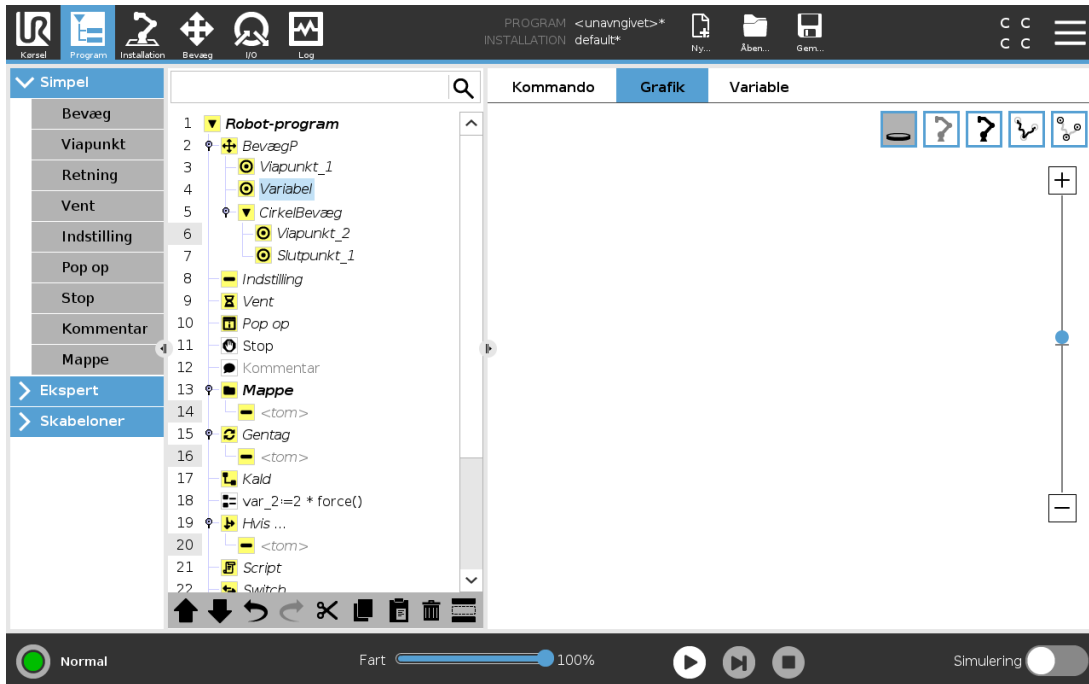 PROGRAM <unavngivet>*
INSTALLATION default*
Kørsel
Program
Installation
Bevæg
I/O
Log
Ny...
Åben...
Gem...
C C
C C
Simpel
Bevæg
Viapunkt
Retning
Vent
Indstilling
Pop op
Stop
Kommentar
Mappe
Ekspert
Skabeloner
1 Robot-program
2 BevægP
3 Viapunkt_1
4 Variabel
5 CirkelBevæg
6 Viapunkt_2
7 Slutpunkt_1
8 Indstilling
9 Vent
10 Pop op
11 Stop
12 Kommentar
13 Mappe
14 <tom>
15 Gentag
16 <tom>
17 Kald
18 var_2:=2 * force()
19 Hvis ...
20 <tom>
21 Script
22 Switch
Kommando
Grafik
Variable
Normal
Fart 100%
Simulering